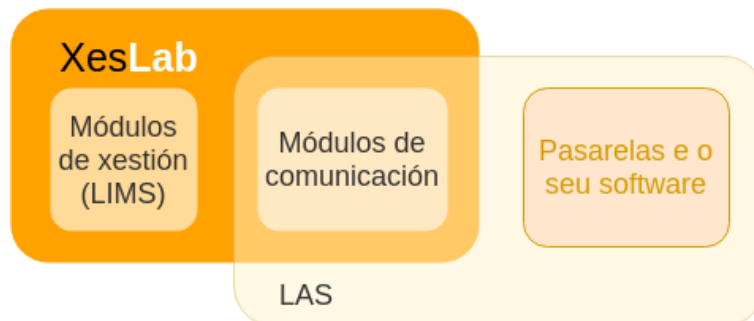 XesLab
Módulos
de xestión
(LIMS)
Módulos de
comunicación
Pasarelas e o
seu software
LAS